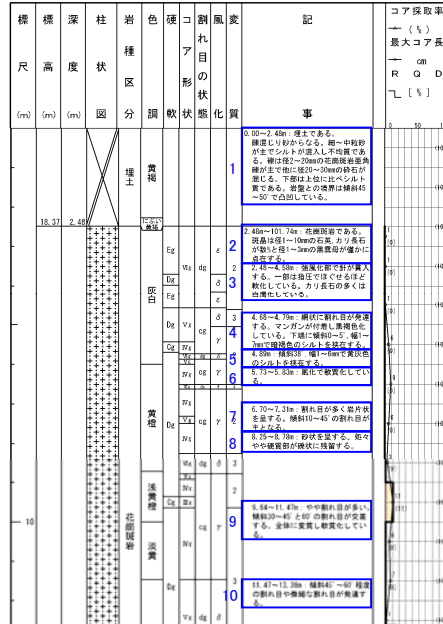 標尺 (m)
標高 (m)
深度 (m)
柱状図
岩種区分
色調
硬軟
コア形状
割れ目の状態
風化
変質
記事
コア採取率
(%)
最大コア長
cm
R Q D
[%]
0 50 100
埋土
黄褐
1
0.00~2.48m:埋土である。
礫混じり砂からなる。細~中粒砂
が主でシルトが混入し不均質であ
る。礫は径2~20mmの花崗斑岩亜角
礫が主で他に径20~30mmの砕石が
混じる。下部は上位に比べシルト
質である。岩盤との境界は傾斜45
~50°で凸凹している。
18.37 2.48
にぶい
黄褐
2
2.48m~101.74m:花崗斑岩である。
斑晶は径1~10mmの石英、カリ長石
が数%と径1~3mmの黒雲母が僅かに
点在する。
灰白
3
2.48~4.58m:強風化部で針が貫入
する。一部は指圧でほぐせるほど
軟化している。カリ長石の多くは
白濁化している。
4
4.68~4.79m:網状に割れ目が発達
する。マンガンが付着し黒褐色化
している。下端に傾斜0~5°、幅1~
7mmで暗褐色のシルトを挟在する。
5
4.89m:傾斜38°、幅1~6mmで黄灰色
のシルトを挟在する。
6
5.73~5.83m:風化で軟質化してい
る。
黄橙
7
6.70~7.31m:割れ目が多く岩片状
を呈する。傾斜10~45°の割れ目が
主となる。
8
8.25~8.78m:砂状を呈する。処々
やや硬質部が礫状に残留する。
浅黄橙
9
9.64~11.47m:やや割れ目が多い。
傾斜30~45°と60°の割れ目が交差
する。全体に変質し軟質化してい
る。
10
花崗斑岩
淡黄
10
11.47~13.38m:傾斜45°~60°程度
の割れ目や微細な割れ目が発達す
る。